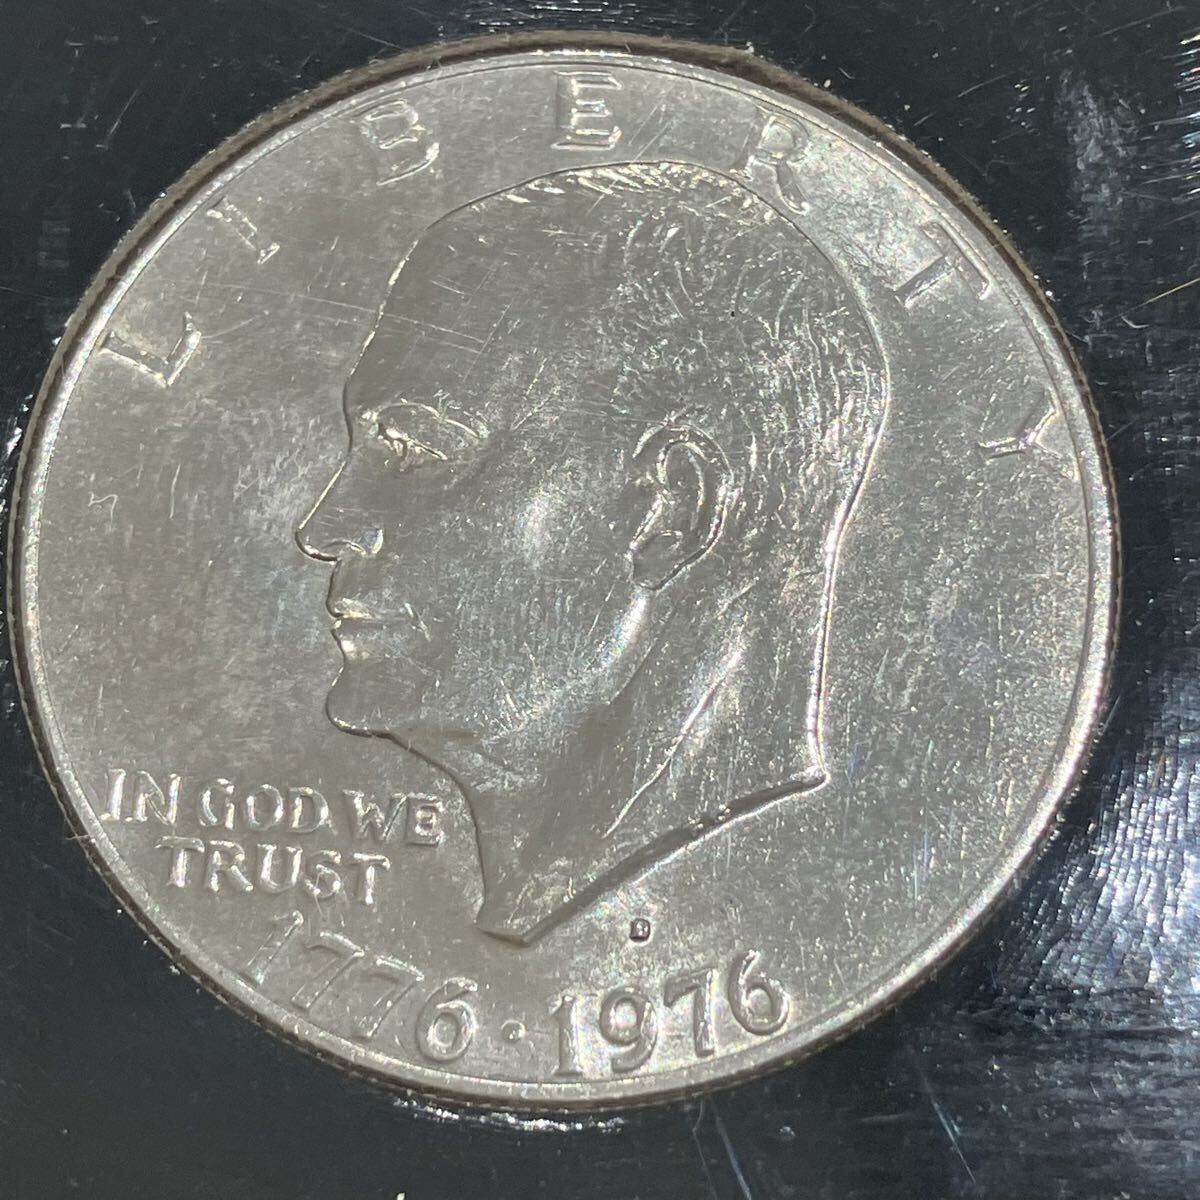 LIBERTY
IN GOD WE
TRUST
D
1776 · 1976